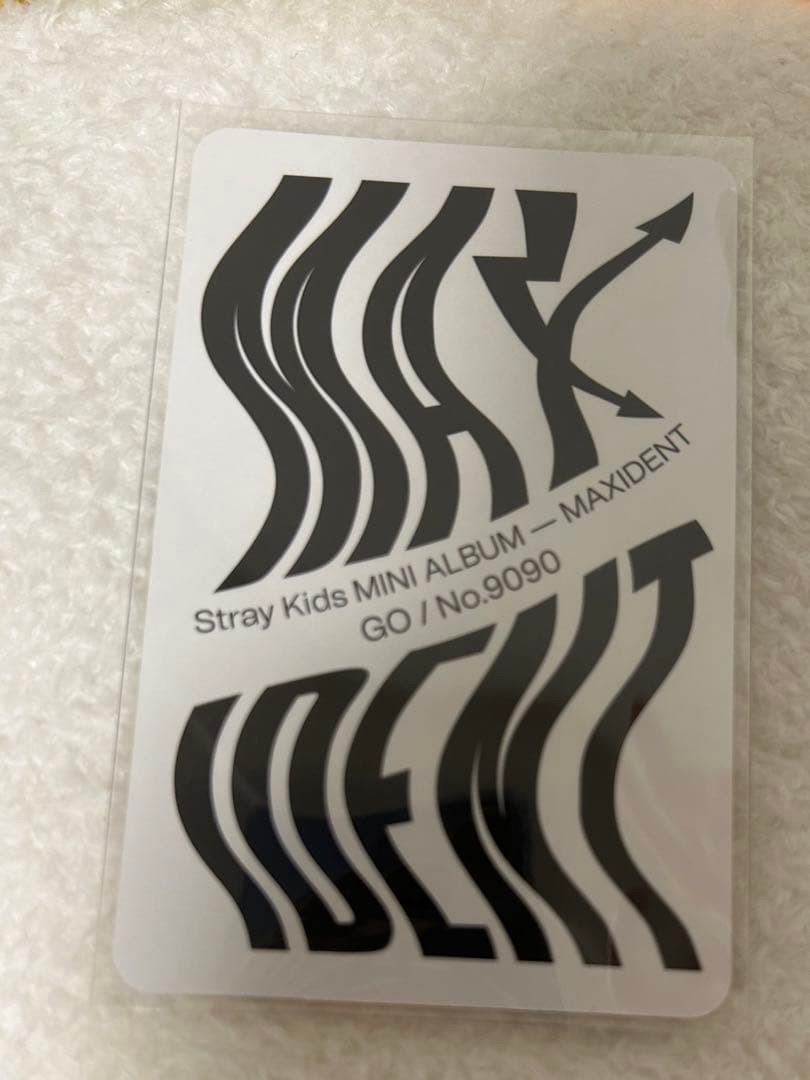 MAX
Stray Kids MINI ALBUM — MAXIDENT
GO / No.9090
IDENT